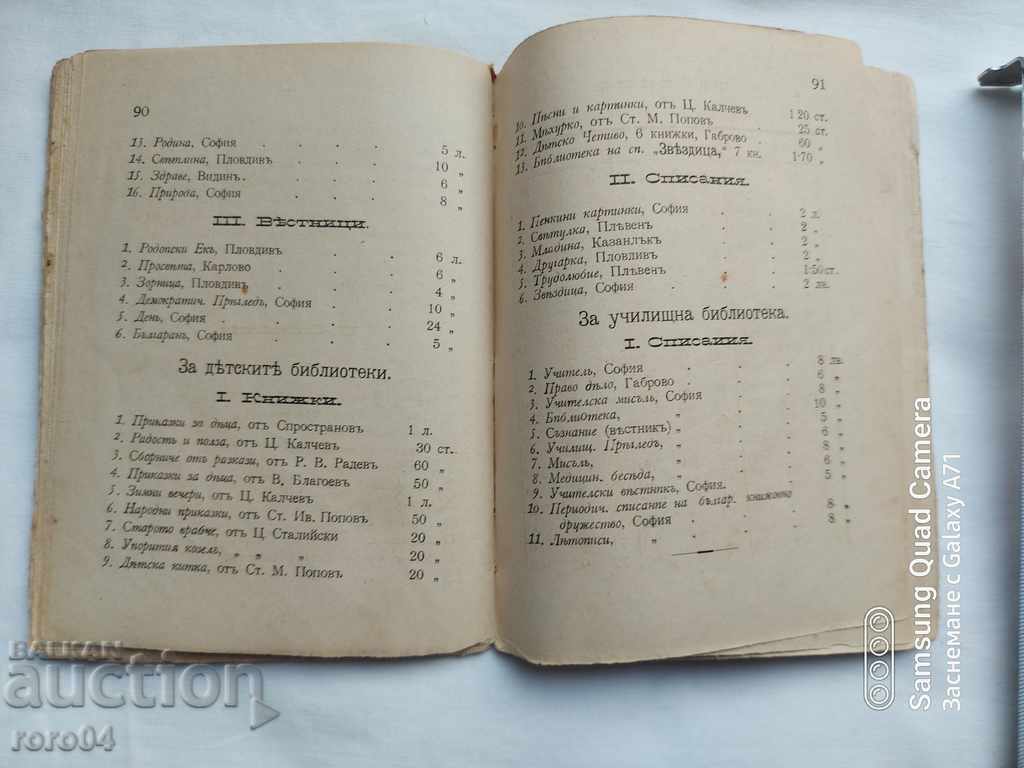 90
13. Родина, София . . . . 5 л.
14. Свѣтлина, Пловдивъ . . . 10 „
15. Здраве, Видинъ. . . . 6 „
16. Природа, София . . . . 8 „
III. Вѣстници.
1. Родопски Екъ, Пловдивъ . . 6 л.
2. Просвѣта, Карлово . . . 6 „
3. Зорница, Пловдивъ . . . 4 „
4. Демократич. Прѣгледъ, София . 10 „
5. День, София . . . . 24 „
6. Българанъ, София . . . 5 „
За дѣтскитѣ библиотеки.
I. Книжки.
1. Приказки за дѣца, отъ Спространовъ 1 л.
2. Радость и полза, отъ Ц. Калчевъ 30 ст.
3. Сборниче отъ разкази, отъ Р. В. Радевъ 60 „
4. Приказки за дѣца, отъ В. Благоевъ 50 „
5. Зимни вечери, отъ Ц. Калчевъ 1 л.
6. Народни приказки, отъ Ст. Ив. Поповъ 50 „
7. Старото врабче, отъ Ц. Сталийски 20 „
8. Упорития козелъ, „ „ „ 20 „
9. Дѣтска китка, отъ Ст. М. Поповъ 20 „
91
10. Пѣсни и картинки, отъ Ц. Калчевъ 1·20 ст.
11. Мѣхурко, отъ Ст. М. Поповъ . 25 ст.
12. Дѣтско Четиво, 6 книжки, Габрово 60 „
13. Библиотека на сп. „Звѣздица,“ 7 кн. 1·70 „
II. Списания.
1. Пенкини картинки, София . 2 л.
2. Свѣтулка, Плѣвенъ . . . 2 „
3. Младина, Казанлъкъ . . . 2 „
4. Другарка, Пловдивъ . . . 2 „
5. Трудолюбие, Плѣвенъ . . 1·50 ст.
6. Звѣздица, София . . . 2 лв.
За училищна библиотека.
I. Списания.
1. Учитель, София . . . . 8 лв.
2. Право дѣло, Габрово . . . 6 „
3. Учителска мисъль, София . . 8 „
4. Библиотека, „ . . 10 „
5. Съзнание (вѣстникъ) „ . . 5 „
6. Училищ. Прѣгледъ, „ . . 6 „
7. Мисъль, „ . . 8 „
8. Медицин. бесѣда, „ . . 5 „
9. Учителски вѣстникъ, София.
10. Периодич. списание на българ. книжовно
дружество, София . . . 8 „
11. Лѣтописи, „
BALKAN
auction
roro04
Samsung Quad Camera
Заснемане с Galaxy A71